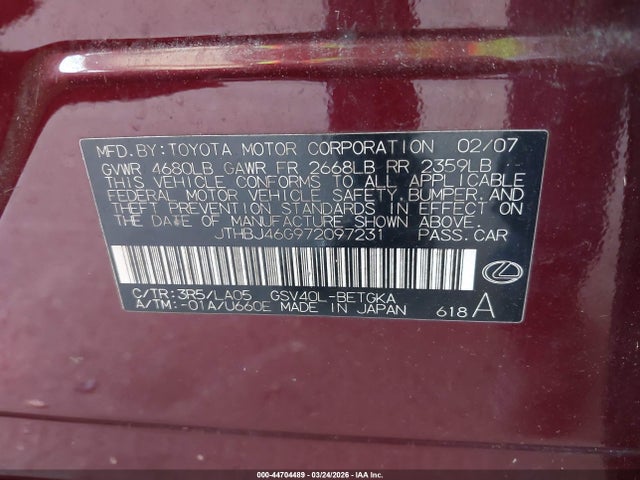 MFD.BY:TOYOTA MOTOR CORPORATION 02/07
GVWR 4680LB GAWR FR 2668LB RR 2359LB
THIS VEHICLE CONFORMS TO ALL APPLICABLE
FEDERAL MOTOR VEHICLE SAFETY,BUMPER,AND
THEFT PREVENTION STANDARDS IN EFFECT ON
THE DATE OF MANUFACTURE SHOWN ABOVE.
JTHBJ46G972097231 PASS.CAR
C/TR:3R5/LA05 GSV40L-BETGKA
A/TM:-01A/U660E MADE IN JAPAN 618 A
000-44704489 - 03/24/2026 - IAAI, Inc.